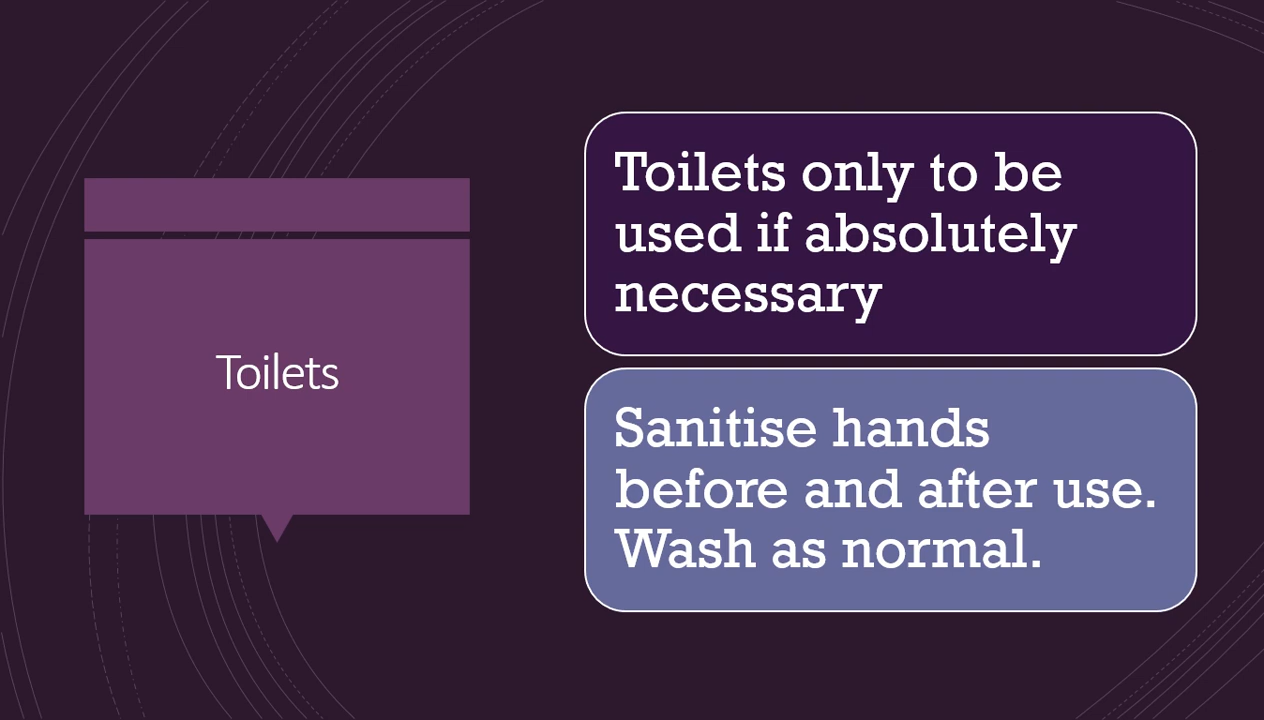 Toilets
Toilets only to be
used if absolutely
necessary
Sanitise hands
before and after use.
Wash as normal.